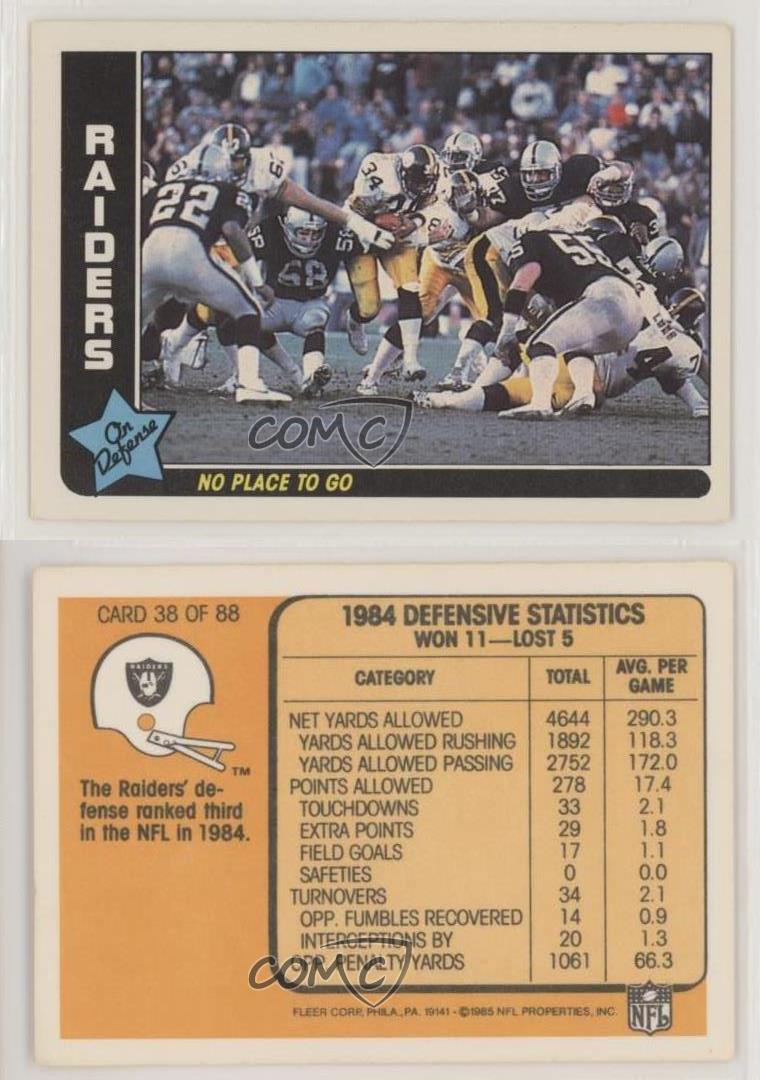 RAIDERS
22
34
58 68 58
55
On
Defense
NO PLACE TO GO
COMC
CARD 38 OF 88
RAIDERS
TM
The Raiders' de-
fense ranked third
in the NFL in 1984.
1984 DEFENSIVE STATISTICS
WON 11—LOST 5
CATEGORY TOTAL AVG. PER
GAME
NET YARDS ALLOWED 4644 290.3
YARDS ALLOWED RUSHING 1892 118.3
YARDS ALLOWED PASSING 2752 172.0
POINTS ALLOWED 278 17.4
TOUCHDOWNS 33 2.1
EXTRA POINTS 29 1.8
FIELD GOALS 17 1.1
SAFETIES 0 0.0
TURNOVERS 34 2.1
OPP. FUMBLES RECOVERED 14 0.9
INTERCEPTIONS BY 20 1.3
OPP. PENALTY YARDS 1061 66.3
COMC
FLEER CORP., PHILA., PA. 19141 - ©1985 NFL PROPERTIES, INC.
NFL